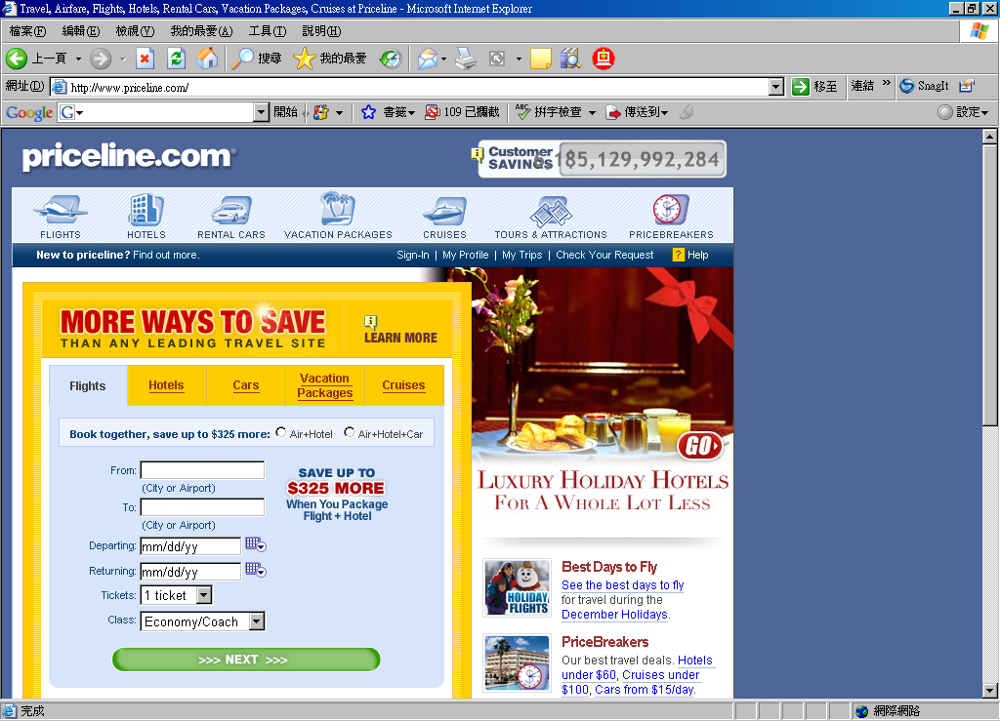 Travel, Airfare, Flights, Hotels, Rental Cars, Vacation Packages, Cruises at Priceline - Microsoft Internet Explorer
檔案(F) 編輯(E) 檢視(V) 我的最愛(A) 工具(T) 說明(H)
上一頁 搜尋 我的最愛
網址(D) http://www.priceline.com/ 移至 連結 » SnagIt
Google G 開始 書籤 109 已攔截 ABC 拼字檢查 傳送到 設定
priceline.com
Customer
SAVINGS
85,129,992,284
FLIGHTS HOTELS RENTAL CARS VACATION PACKAGES CRUISES TOURS & ATTRACTIONS PRICEBREAKERS
New to priceline? Find out more. Sign-In | My Profile | My Trips | Check Your Request ? Help
MORE WAYS TO SAVE
THAN ANY LEADING TRAVEL SITE
LEARN MORE
Flights Hotels Cars Vacation Packages Cruises
Book together, save up to $325 more: Air+Hotel Air+Hotel+Car
From:
(City or Airport)
To:
(City or Airport)
Departing: mm/dd/yy
Returning: mm/dd/yy
Tickets: 1 ticket
Class: Economy/Coach
>>> NEXT >>>
SAVE UP TO
$325 MORE
When You Package
Flight + Hotel
GO
LUXURY HOLIDAY HOTELS
FOR A WHOLE LOT LESS
HOLIDAY
FLIGHTS
Best Days to Fly
See the best days to fly
for travel during the
December Holidays.
PriceBreakers
Our best travel deals. Hotels
under $60, Cruises under
$100, Cars from $15/day.
完成 網際網路